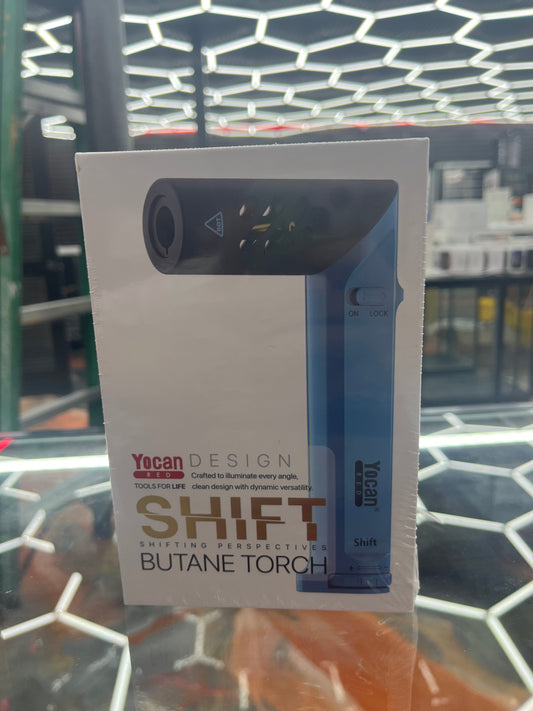 HOT
ON LOCK
Yocan
RED
®
Shift
Yocan DESIGN
RED
Crafted to illuminate every angle,
TOOLS FOR LIFE clean design with dynamic versatility.
SHIFT
SHIFTING PERSPECTIVES
BUTANE TORCH